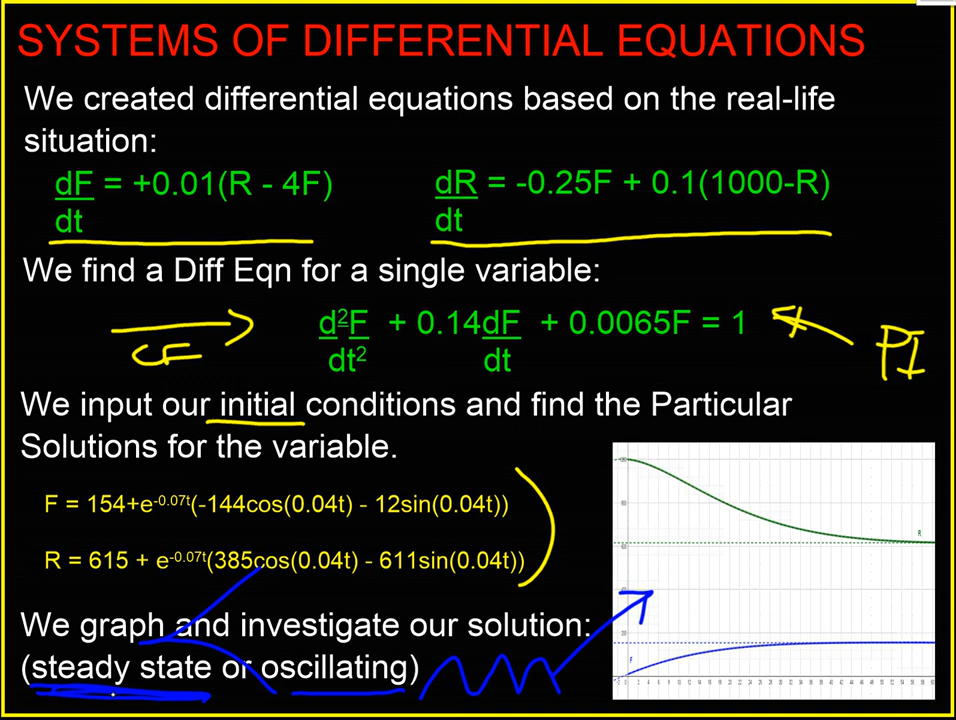 SYSTEMS OF DIFFERENTIAL EQUATIONS
We created differential equations based on the real-life
situation:
dF = +0.01(R - 4F) dR = -0.25F + 0.1(1000-R)
dt dt
We find a Diff Eqn for a single variable:
d²F + 0.14dF + 0.0065F = 1
dt² dt
CF PI
We input our initial conditions and find the Particular
Solutions for the variable.
F = 154+e^-0.07t(-144cos(0.04t) - 12sin(0.04t))
R = 615 + e^-0.07t(385cos(0.04t) - 611sin(0.04t))
We graph and investigate our solution:
(steady state or oscillating)
R
F